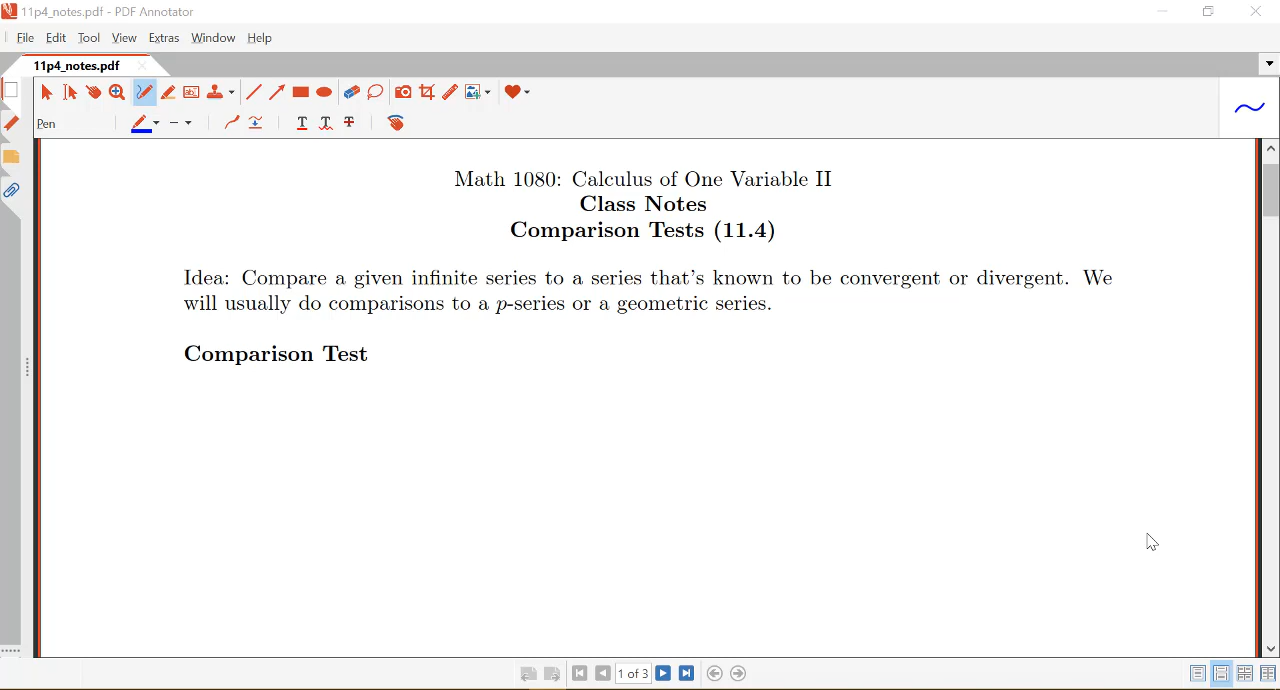 11p4_notes.pdf - PDF Annotator
File Edit Tool View Extras Window Help
11p4_notes.pdf
Pen
Math 1080: Calculus of One Variable II
Class Notes
Comparison Tests (11.4)
Idea: Compare a given infinite series to a series that's known to be convergent or divergent. We
will usually do comparisons to a p-series or a geometric series.
Comparison Test
1 of 3